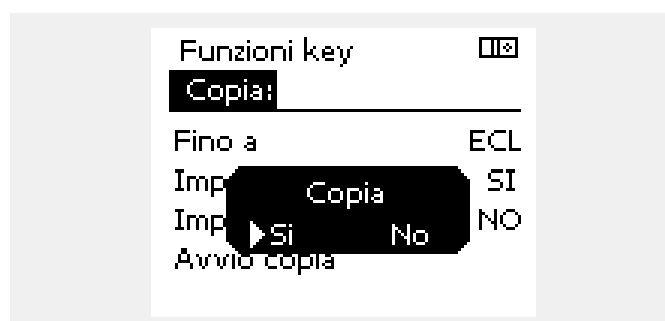 Funzioni key
Copia:
Fino a ECL
Imp SI
Imp NO
Copia
Si No
Avvio copia